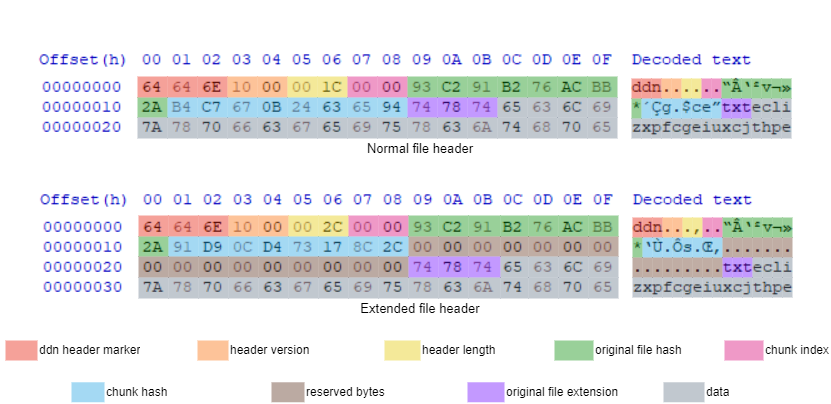 Offset(h) 00 01 02 03 04 05 06 07 08 09 0A 0B 0C 0D 0E 0F Decoded text
00000000 64 64 6E 10 00 00 1C 00 00 93 C2 91 B2 76 AC BB ddn......“Â‘²v¬»
00000010 2A B4 C7 67 0B 24 63 65 94 74 78 74 65 63 6C 69 *´Çg.$ce”txtecli
00000020 7A 78 70 66 63 67 65 69 75 78 63 6A 74 68 70 65 zxpfcgeiuxcjthpe
Normal file header
Offset(h) 00 01 02 03 04 05 06 07 08 09 0A 0B 0C 0D 0E 0F Decoded text
00000000 64 64 6E 10 00 00 2C 00 00 93 C2 91 B2 76 AC BB ddn...,..“Â‘²v¬»
00000010 2A 91 D9 0C D4 73 17 8C 2C 00 00 00 00 00 00 00 *‘Ù.Ôs.Œ,.......
00000020 00 00 00 00 00 00 00 00 00 74 78 74 65 63 6C 69 .........txtecli
00000030 7A 78 70 66 63 67 65 69 75 78 63 6A 74 68 70 65 zxpfcgeiuxcjthpe
Extended file header
ddn header marker header version header length original file hash chunk index
chunk hash reserved bytes original file extension data